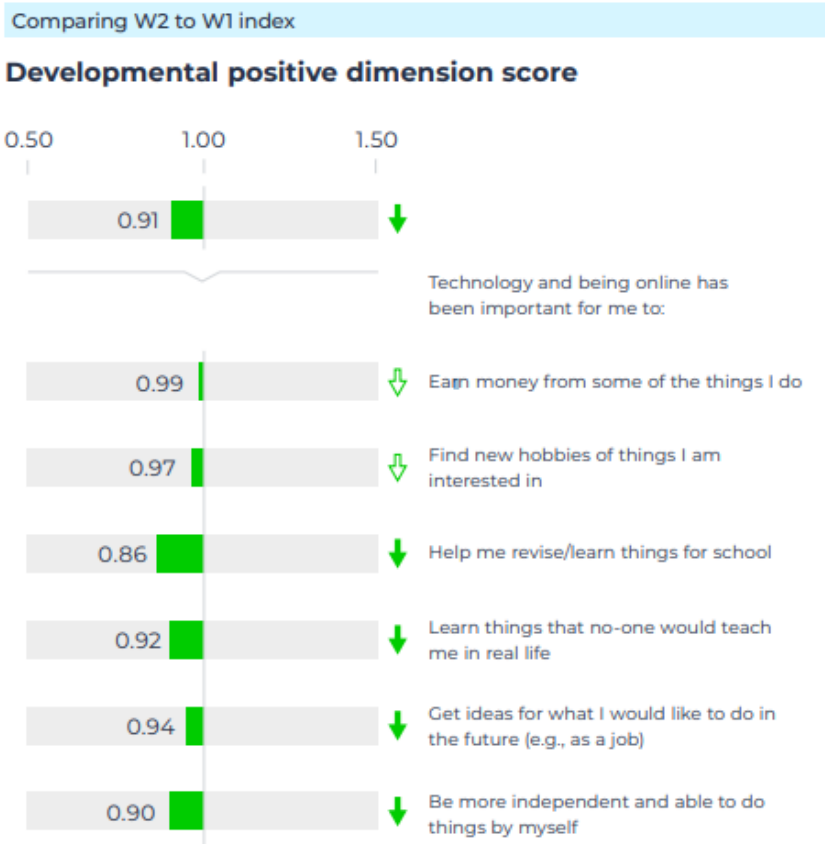 Comparing W2 to W1 index
Developmental positive dimension score
0.50 1.00 1.50
0.91
Technology and being online has
been important for me to:
0.99 Earn money from some of the things I do
0.97 Find new hobbies of things I am
interested in
0.86 Help me revise/learn things for school
0.92 Learn things that no-one would teach
me in real life
0.94 Get ideas for what I would like to do in
the future (e.g., as a job)
0.90 Be more independent and able to do
things by myself